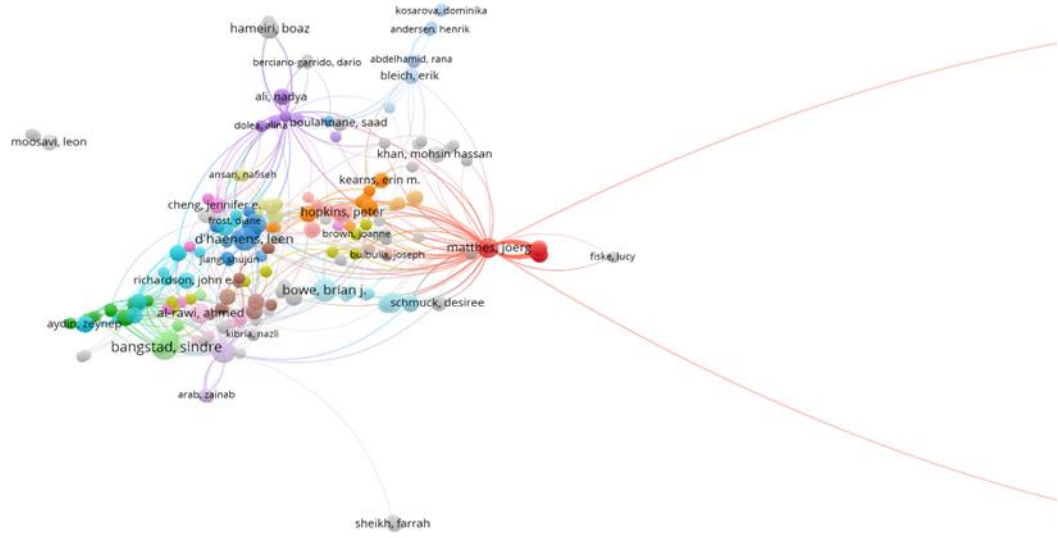 kosarova, dominika
hameiri, boaz
andersen, henrik
berciano-garrido, dario
abdelhamid, rana
bleich, erik
ali, nadya
dolea, alina
boulahnane, saad
moosavi, leon
khan, mohsin hassan
ansari, nafiseh
kearns, erin m.
cheng, jennifer e.
hopkins, peter
frost, diane
brown, joanne
d'haenens, leen
matthes, joerg
jiang, shujun
bulbulia, joseph
fiske, lucy
richardson, john e.
bowe, brian j.
schmuck, desiree
al-rawi, ahmed
aydin, zeynep
kibria, nazli
bangstad, sindre
arab, zainab
sheikh, farrah